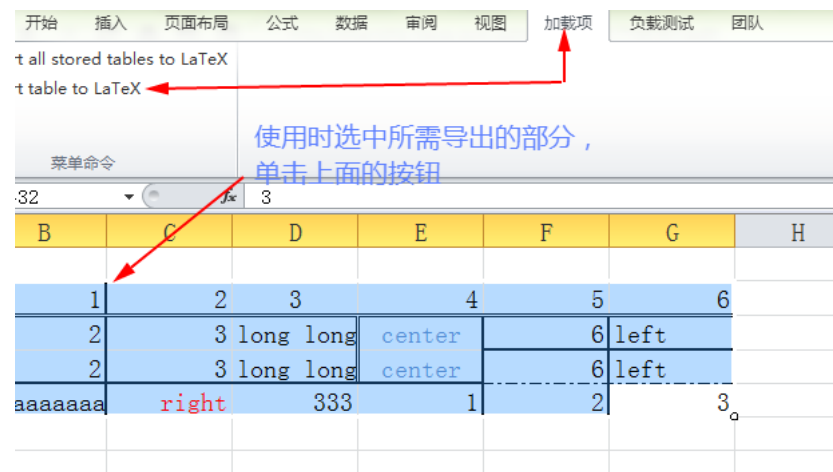 开始 插入 页面布局 公式 数据 审阅 视图 加载项 负载测试 团队
rt all stored tables to LaTeX
rt table to LaTeX
使用时选中所需导出的部分，
单击上面的按钮
菜单命令
32 fx 3
B C D E F G H
1 2 3 4 5 6
2 3 long long center 6 left
2 3 long long center 6 left
aaaaaaaa right 333 1 2 3